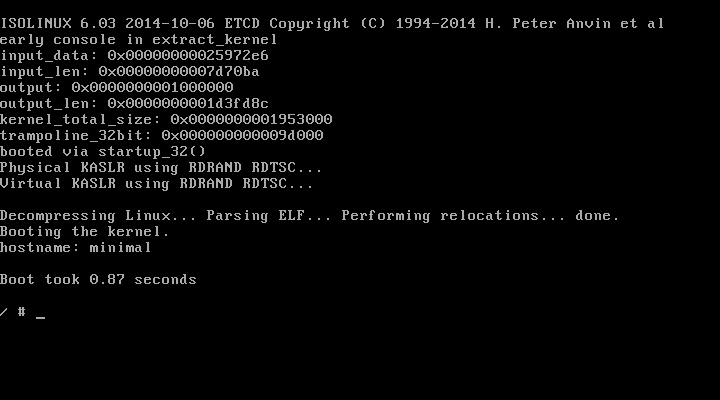 ISOLINUX 6.03 2014-10-06 ETCD Copyright (C) 1994-2014 H. Peter Anvin et al
early console in extract_kernel
input_data: 0x00000000025972e6
input_len: 0x00000000007d70ba
output: 0x0000000001000000
output_len: 0x0000000001d3fd8c
kernel_total_size: 0x0000000001953000
trampoline_32bit: 0x000000000009d000
booted via startup_32()
Physical KASLR using RDRAND RDTSC...
Virtual KASLR using RDRAND RDTSC...
Decompressing Linux... Parsing ELF... Performing relocations... done.
Booting the kernel.
hostname: minimal
Boot took 0.87 seconds
/ # _